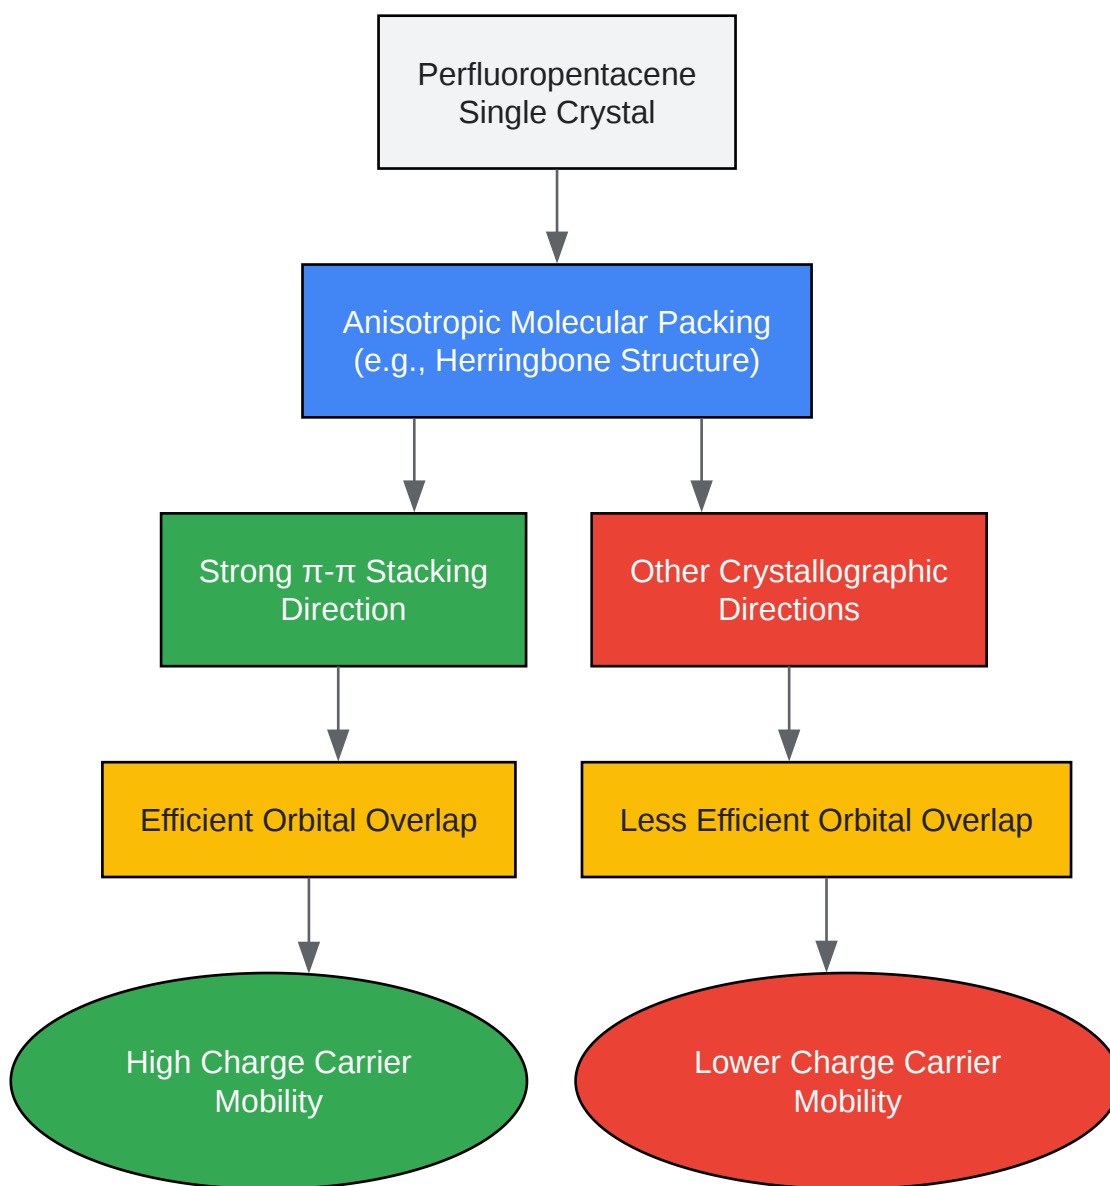 Perfluoropentacene
Single Crystal
Anisotropic Molecular Packing
(e.g., Herringbone Structure)
Strong π-π Stacking
Direction
Other Crystallographic
Directions
Efficient Orbital Overlap
Less Efficient Orbital Overlap
High Charge Carrier
Mobility
Lower Charge Carrier
Mobility